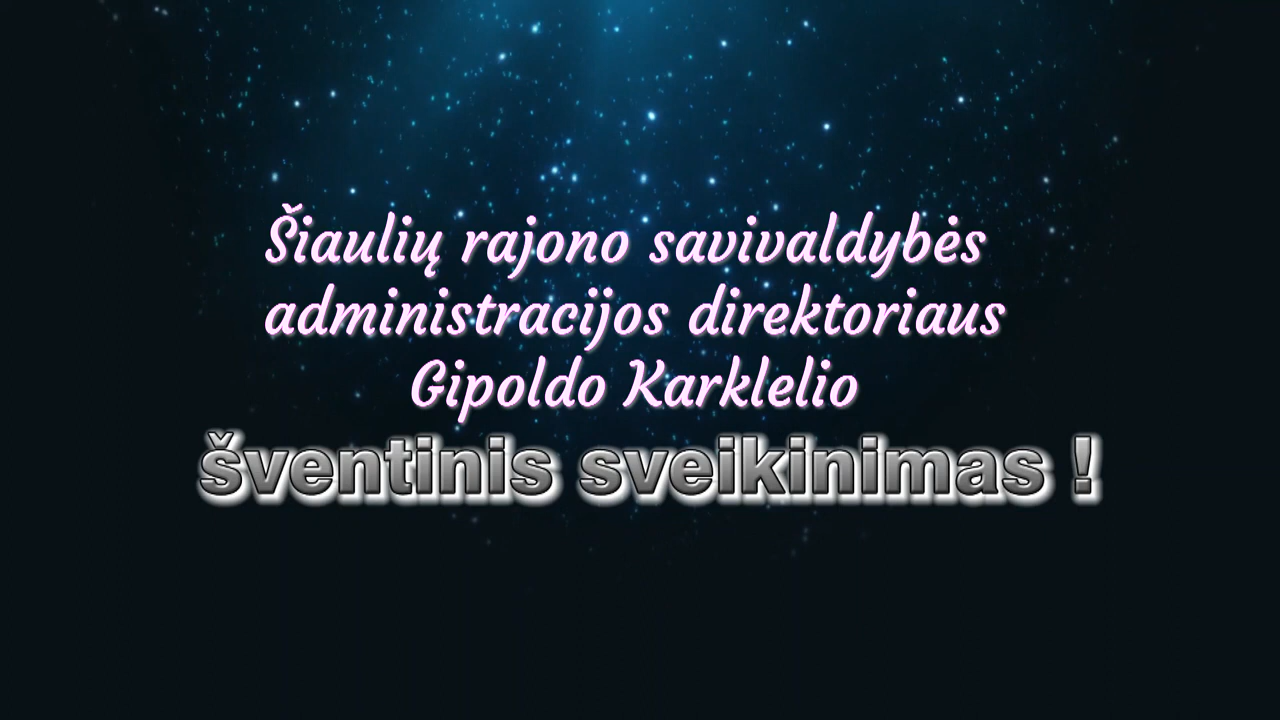 Šiaulių rajono savivaldybės
administracijos direktoriaus
Gipoldo Karklelio
šventinis sveikinimas !